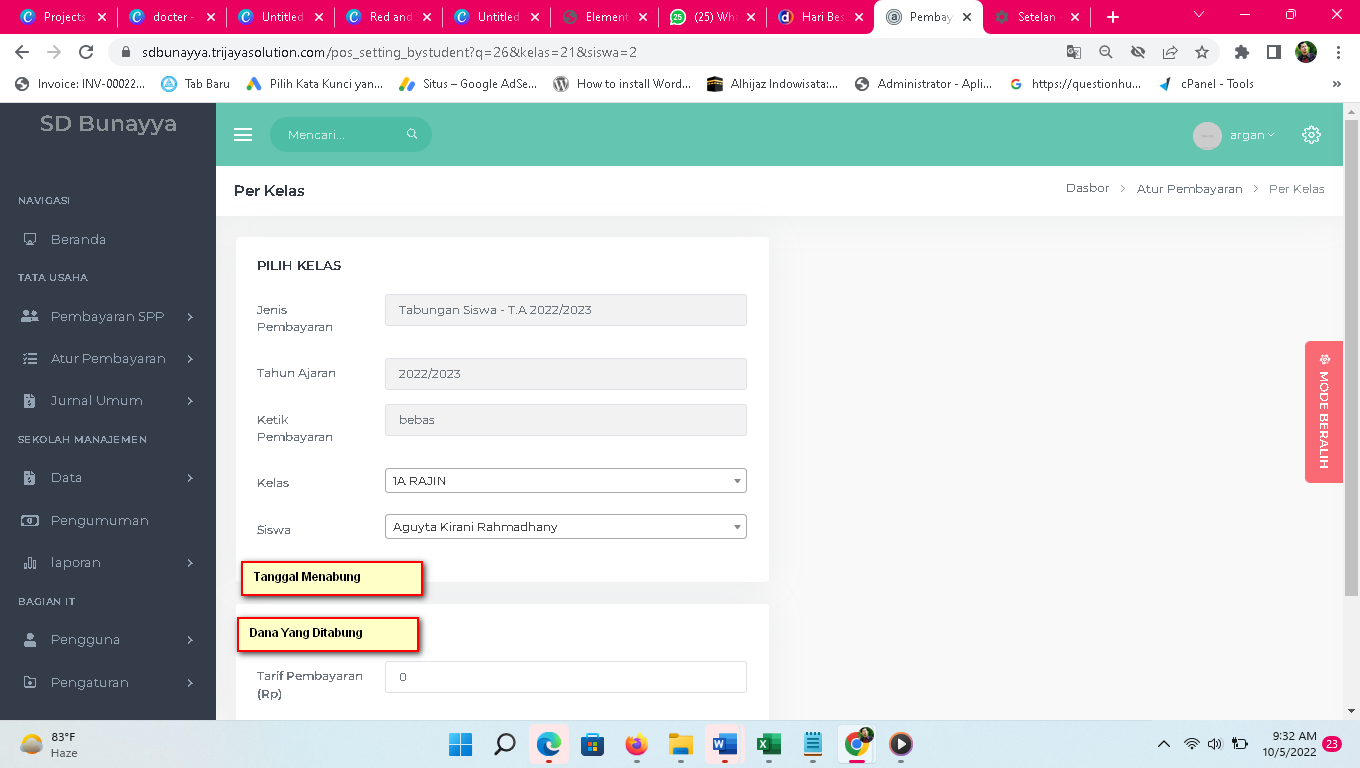 Projects
docter -
Untitled
Red and
Untitled
Element
(25) Wh
Hari Bes
Pembay
Setelan
sdbunayya.trijayasolution.com/pos_setting_bystudent?q=26&kelas=21&siswa=2
Invoice: INV-00022...
Tab Baru
Pilih Kata Kunci yan...
Situs – Google AdSe...
How to install Word...
Alhijaz Indowisata:...
Administrator - Apli...
https://questionhu...
cPanel - Tools
»
SD Bunayya
Mencari...
argan
Per Kelas
Dasbor > Atur Pembayaran > Per Kelas
NAVIGASI
Beranda
TATA USAHA
Pembayaran SPP
Atur Pembayaran
Jurnal Umum
SEKOLAH MANAJEMEN
Data
Pengumuman
laporan
BAGIAN IT
Pengguna
Pengaturan
PILIH KELAS
Jenis
Pembayaran
Tabungan Siswa - T.A 2022/2023
Tahun Ajaran
2022/2023
Ketik
Pembayaran
bebas
Kelas
1A RAJIN
Siswa
Aguyta Kirani Rahmadhany
Tanggal Menabung
Dana Yang Ditabung
Tarif Pembayaran
(Rp)
0
MODE BERALIH
83°F
Haze
9:32 AM
10/5/2022
23